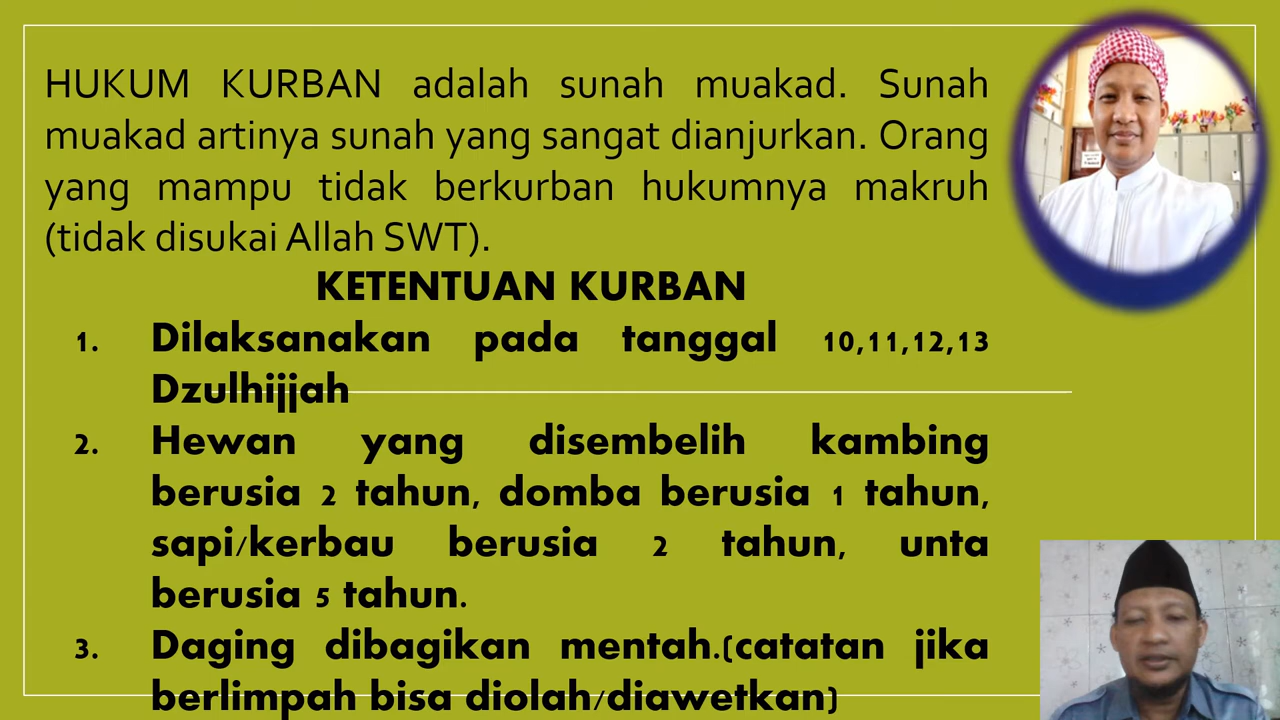 HUKUM KURBAN adalah sunah muakad. Sunah
muakad artinya sunah yang sangat dianjurkan. Orang
yang mampu tidak berkurban hukumnya makruh
(tidak disukai Allah SWT).
KETENTUAN KURBAN
1. Dilaksanakan pada tanggal 10,11,12,13
Dzulhijjah
2. Hewan yang disembelih kambing
berusia 2 tahun, domba berusia 1 tahun,
sapi/kerbau berusia 2 tahun, unta
berusia 5 tahun.
3. Daging dibagikan mentah.(catatan jika
berlimpah bisa diolah/diawetkan)